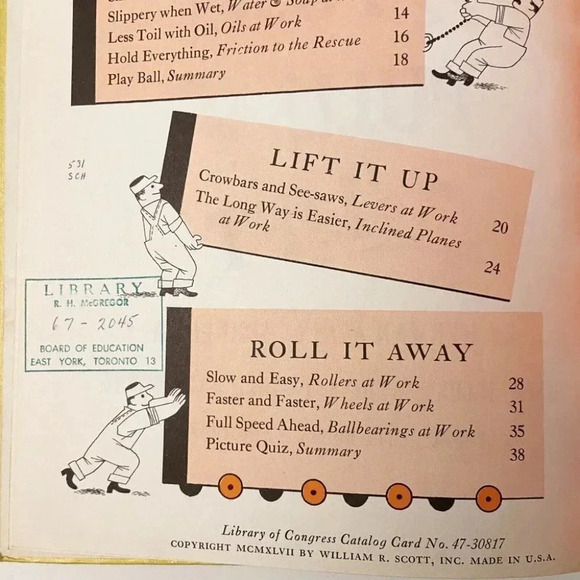 Slippery when Wet, Water & Soap at Work
14
Less Toil with Oil, Oils at Work
16
Hold Everything, Friction to the Rescue
18
Play Ball, Summary
531
SCH
LIFT IT UP
Crowbars and See-saws, Levers at Work 20
The Long Way is Easier, Inclined Planes
at Work 24
LIBRARY
R. H. McGREGOR
67-2045
BOARD OF EDUCATION
EAST YORK, TORONTO 13
ROLL IT AWAY
Slow and Easy, Rollers at Work 28
Faster and Faster, Wheels at Work 31
Full Speed Ahead, Ballbearings at Work 35
Picture Quiz, Summary 38
Library of Congress Catalog Card No. 47-30817
COPYRIGHT MCMXLVII BY WILLIAM R. SCOTT, INC. MADE IN U.S.A.